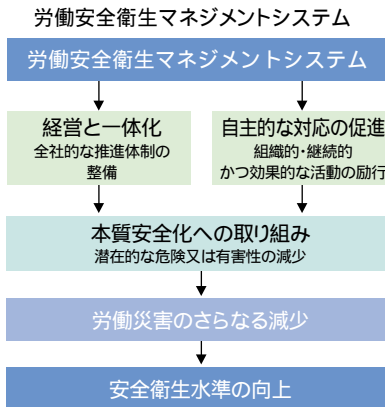 労働安全衛生マネジメントシステム
労働安全衛生マネジメントシステム
経営と一体化
全社的な推進体制の
整備
自主的な対応の促進
組織的・継続的
かつ効果的な活動の励行
本質安全化への取り組み
潜在的な危険又は有害性の減少
労働災害のさらなる減少
安全衛生水準の向上